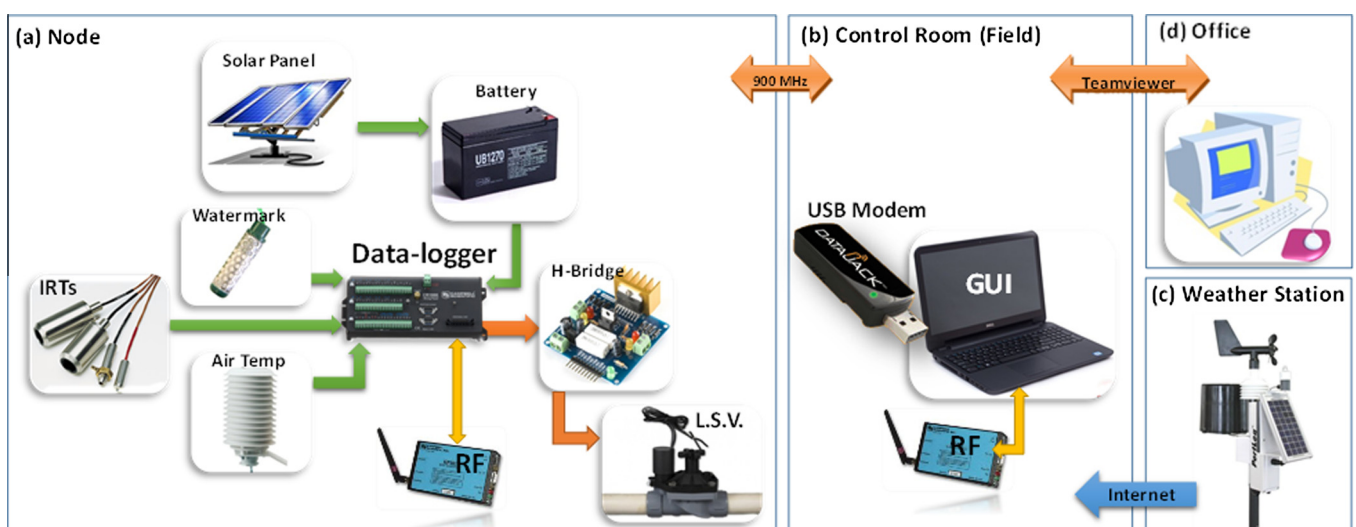 (a) Node
Solar Panel
Battery
UB1270
Watermark
Data-logger
H-Bridge
IRTs
Air Temp
L.S.V.
RF
900 MHz
(b) Control Room (Field)
USB Modem
DATAJACK
GUI
RF
Teamviewer
Internet
(d) Office
(c) Weather Station